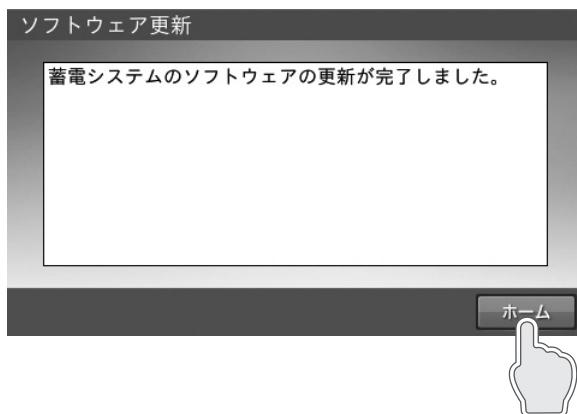 ソフトウェア更新
蓄電システムのソフトウェアの更新が完了しました。
ホーム